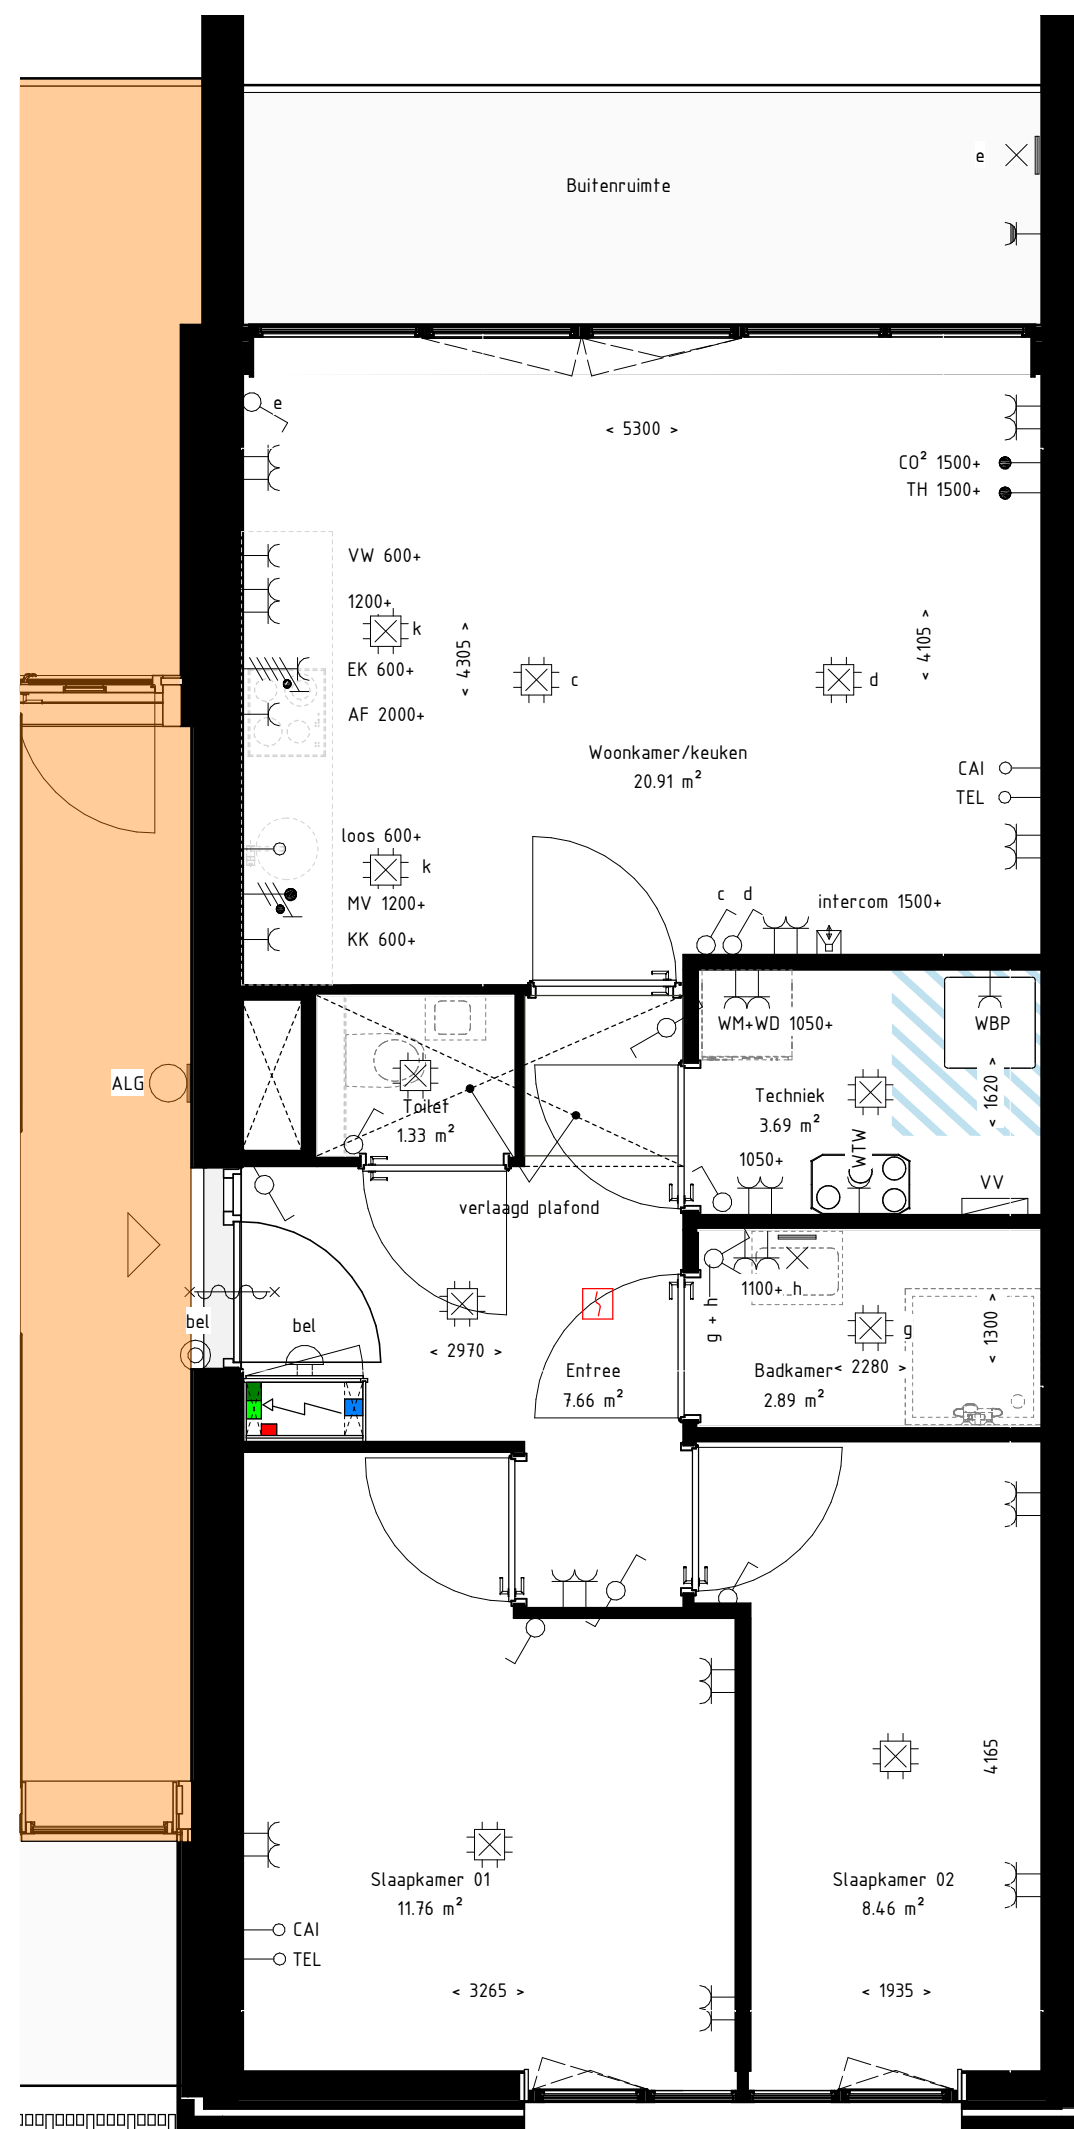 e
Buitenruimte
e
< 5300 >
CO² 1500+
TH 1500+
VW 600+
1200+
k
< 4305 >
< 4105 >
EK 600+
c
d
AF 2000+
Woonkamer/keuken
20.91 m²
CAI
TEL
loos 600+
k
c d
intercom 1500+
MV 1200+
KK 600+
WM+WD 1050+
WBP
ALG
Toilet
1.33 m²
Techniek
3.69 m²
< 1620 >
1050+
WTW
VV
verlaagd plafond
bel
bel
1100+ h
g + h
g
< 1300 >
< 2970 >
Entree
7.66 m²
Badkamer
< 2280 >
2.89 m²
4165
Slaapkamer 01
11.76 m²
Slaapkamer 02
8.46 m²
CAI
TEL
< 3265 >
< 1935 >